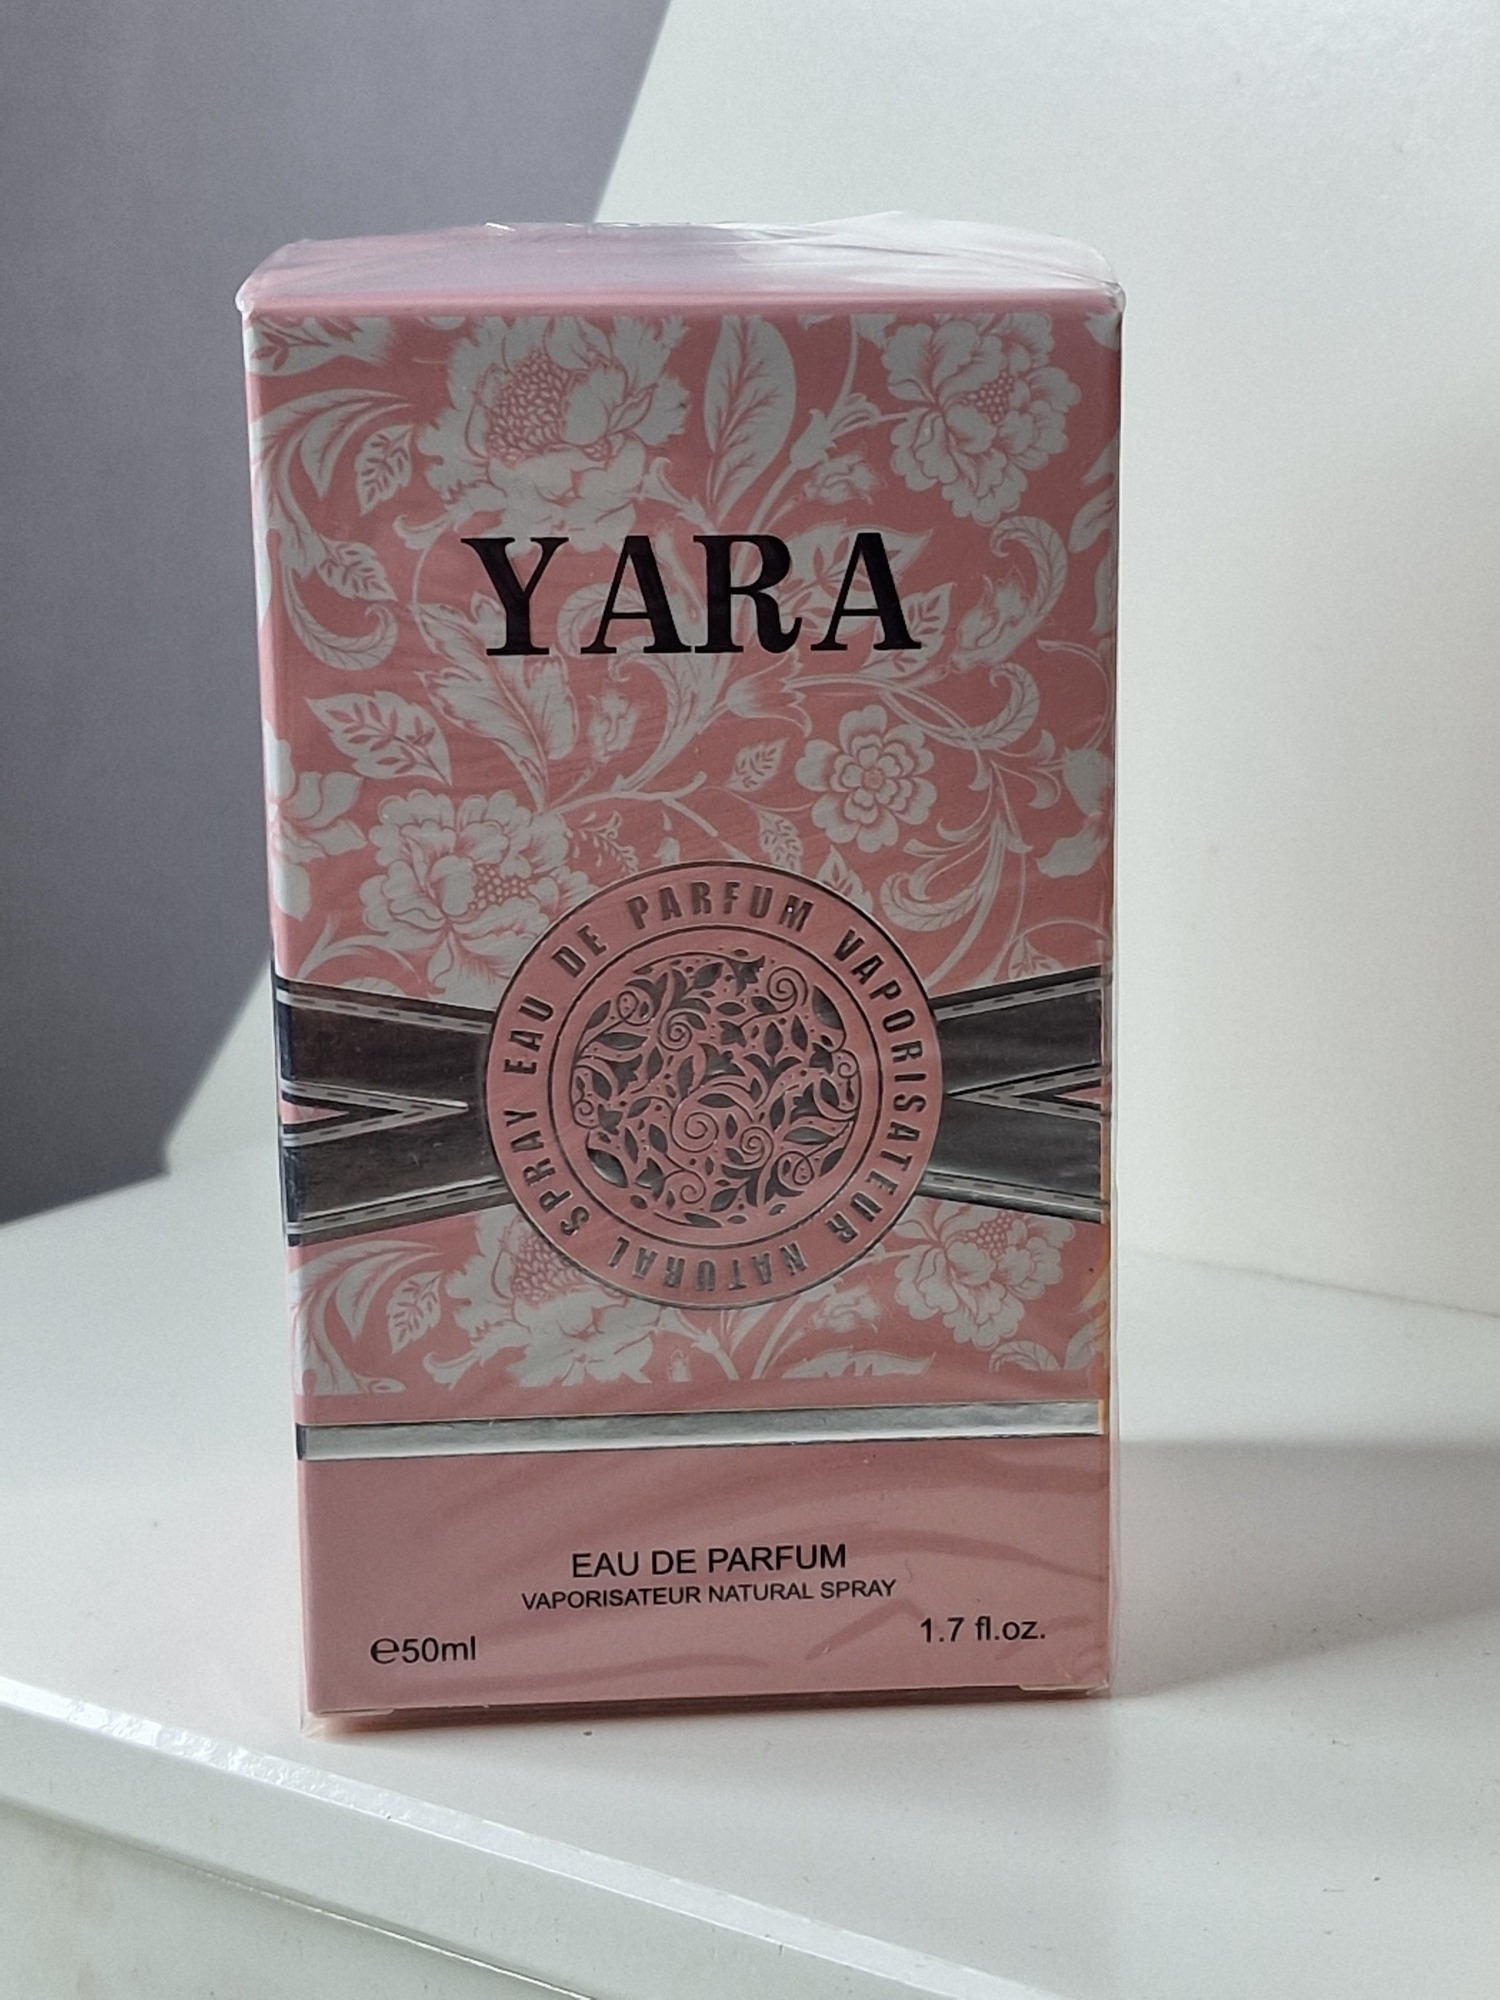 YARA
EAU DE PARFUM VAPORISATEUR NATURAL SPRAY
EAU DE PARFUM
VAPORISATEUR NATURAL SPRAY
℮50ml
1.7 fl.oz.